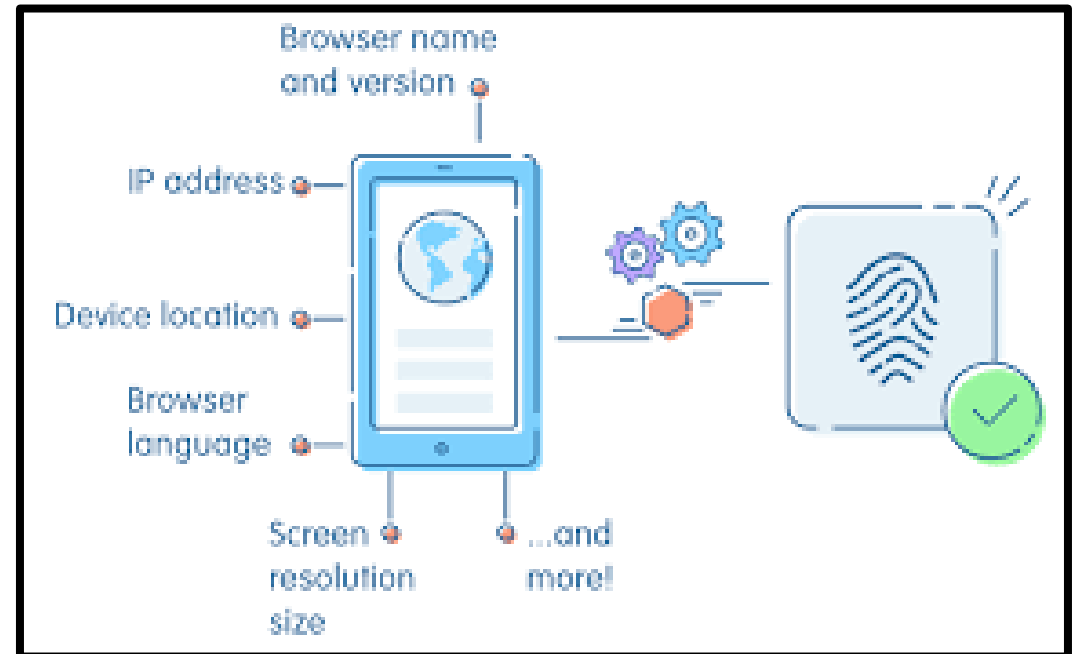 Browser name
and version
IP address
Device location
Browser
language
Screen
resolution
size
...and
more!